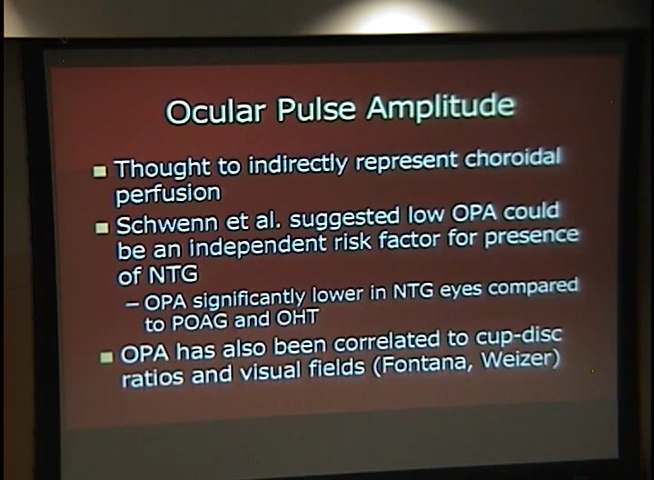 Ocular Pulse Amplitude
Thought to indirectly represent choroidal
perfusion
Schwenn et al. suggested low OPA could
be an independent risk factor for presence
of NTG
– OPA significantly lower in NTG eyes compared
to POAG and OHT
OPA has also been correlated to cup-disc
ratios and visual fields (Fontana, Weizer)